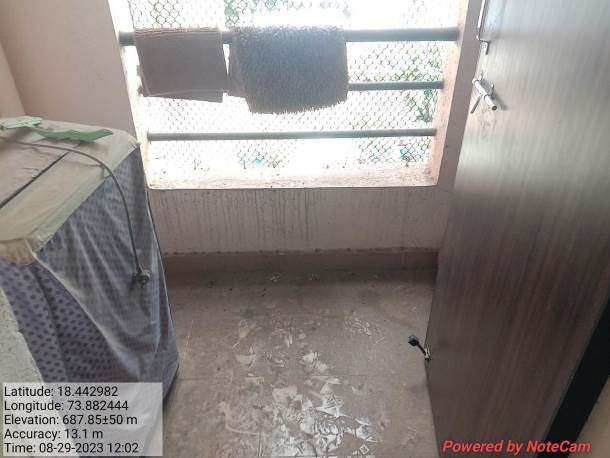 Latitude: 18.442982
Longitude: 73.882444
Elevation: 687.85±50 m
Accuracy: 13.1 m
Time: 08-29-2023 12:02
Powered by NoteCam